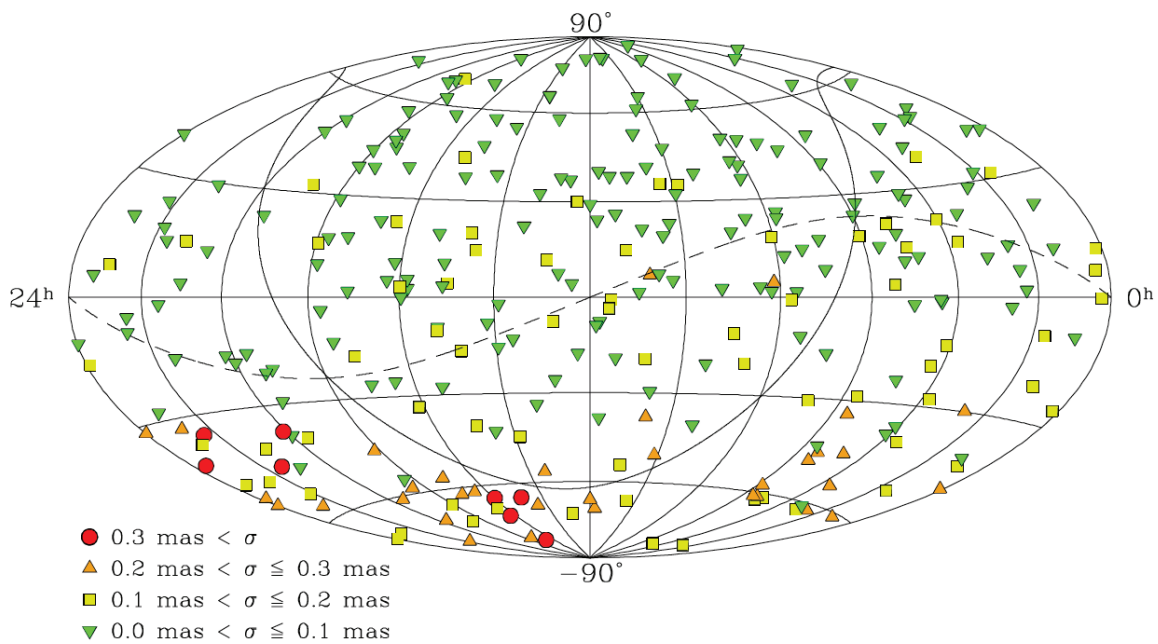 90°
24ʰ
0ʰ
−90°
0.3 mas < σ
0.2 mas < σ ≦ 0.3 mas
0.1 mas < σ ≦ 0.2 mas
0.0 mas < σ ≦ 0.1 mas